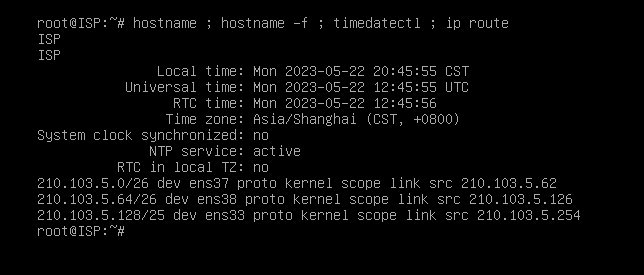 root@ISP:~# hostname ; hostname -f ; timedatectl ; ip route
ISP
ISP
Local time: Mon 2023-05-22 20:45:55 CST
Universal time: Mon 2023-05-22 12:45:55 UTC
RTC time: Mon 2023-05-22 12:45:56
Time zone: Asia/Shanghai (CST, +0800)
System clock synchronized: no
NTP service: active
RTC in local TZ: no
210.103.5.0/26 dev ens37 proto kernel scope link src 210.103.5.62
210.103.5.64/26 dev ens38 proto kernel scope link src 210.103.5.126
210.103.5.128/25 dev ens33 proto kernel scope link src 210.103.5.254
root@ISP:~#